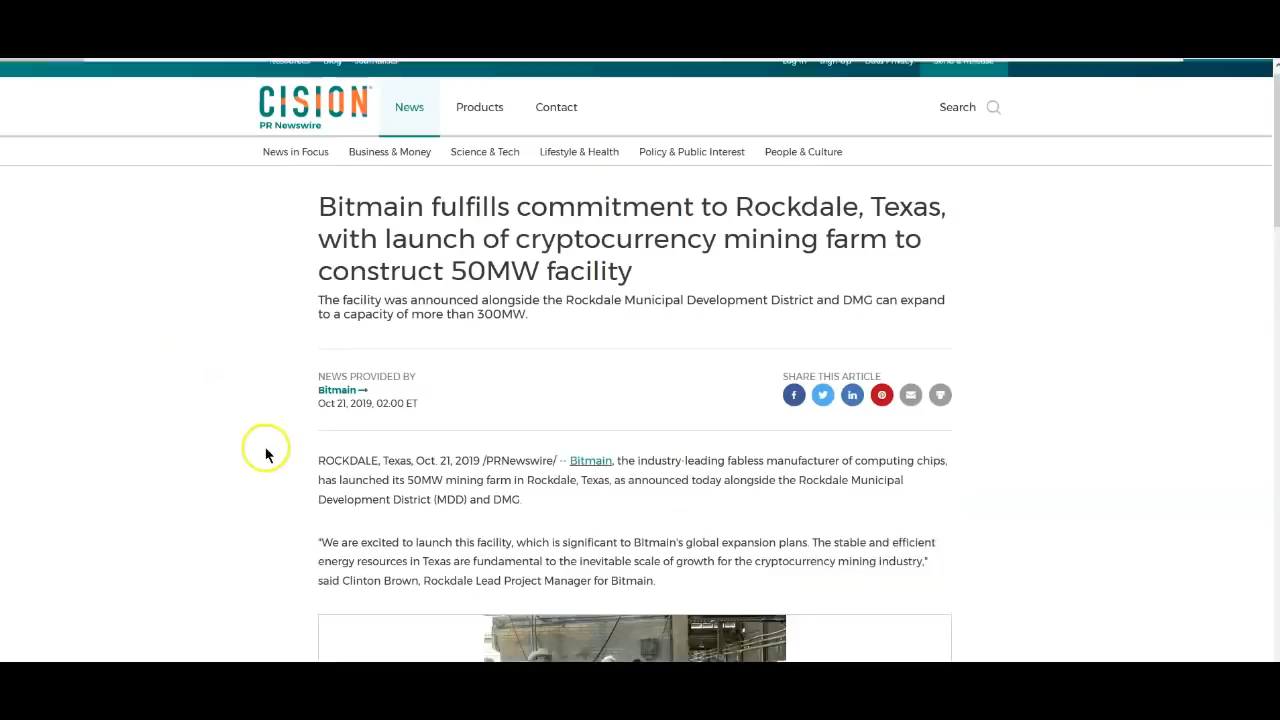 Resources Blog Journalists Log In Sign Up Data Privacy Send a Release
CISION
PR Newswire
News Products Contact Search
News in Focus Business & Money Science & Tech Lifestyle & Health Policy & Public Interest People & Culture
Bitmain fulfills commitment to Rockdale, Texas,
with launch of cryptocurrency mining farm to
construct 50MW facility
The facility was announced alongside the Rockdale Municipal Development District and DMG can expand
to a capacity of more than 300MW.
NEWS PROVIDED BY
Bitmain
Oct 21, 2019, 02:00 ET
SHARE THIS ARTICLE
ROCKDALE, Texas, Oct. 21, 2019 /PRNewswire/ -- Bitmain, the industry-leading fabless manufacturer of computing chips,
has launched its 50MW mining farm in Rockdale, Texas, as announced today alongside the Rockdale Municipal
Development District (MDD) and DMG.
"We are excited to launch this facility, which is significant to Bitmain's global expansion plans. The stable and efficient
energy resources in Texas are fundamental to the inevitable scale of growth for the cryptocurrency mining industry,"
said Clinton Brown, Rockdale Lead Project Manager for Bitmain.